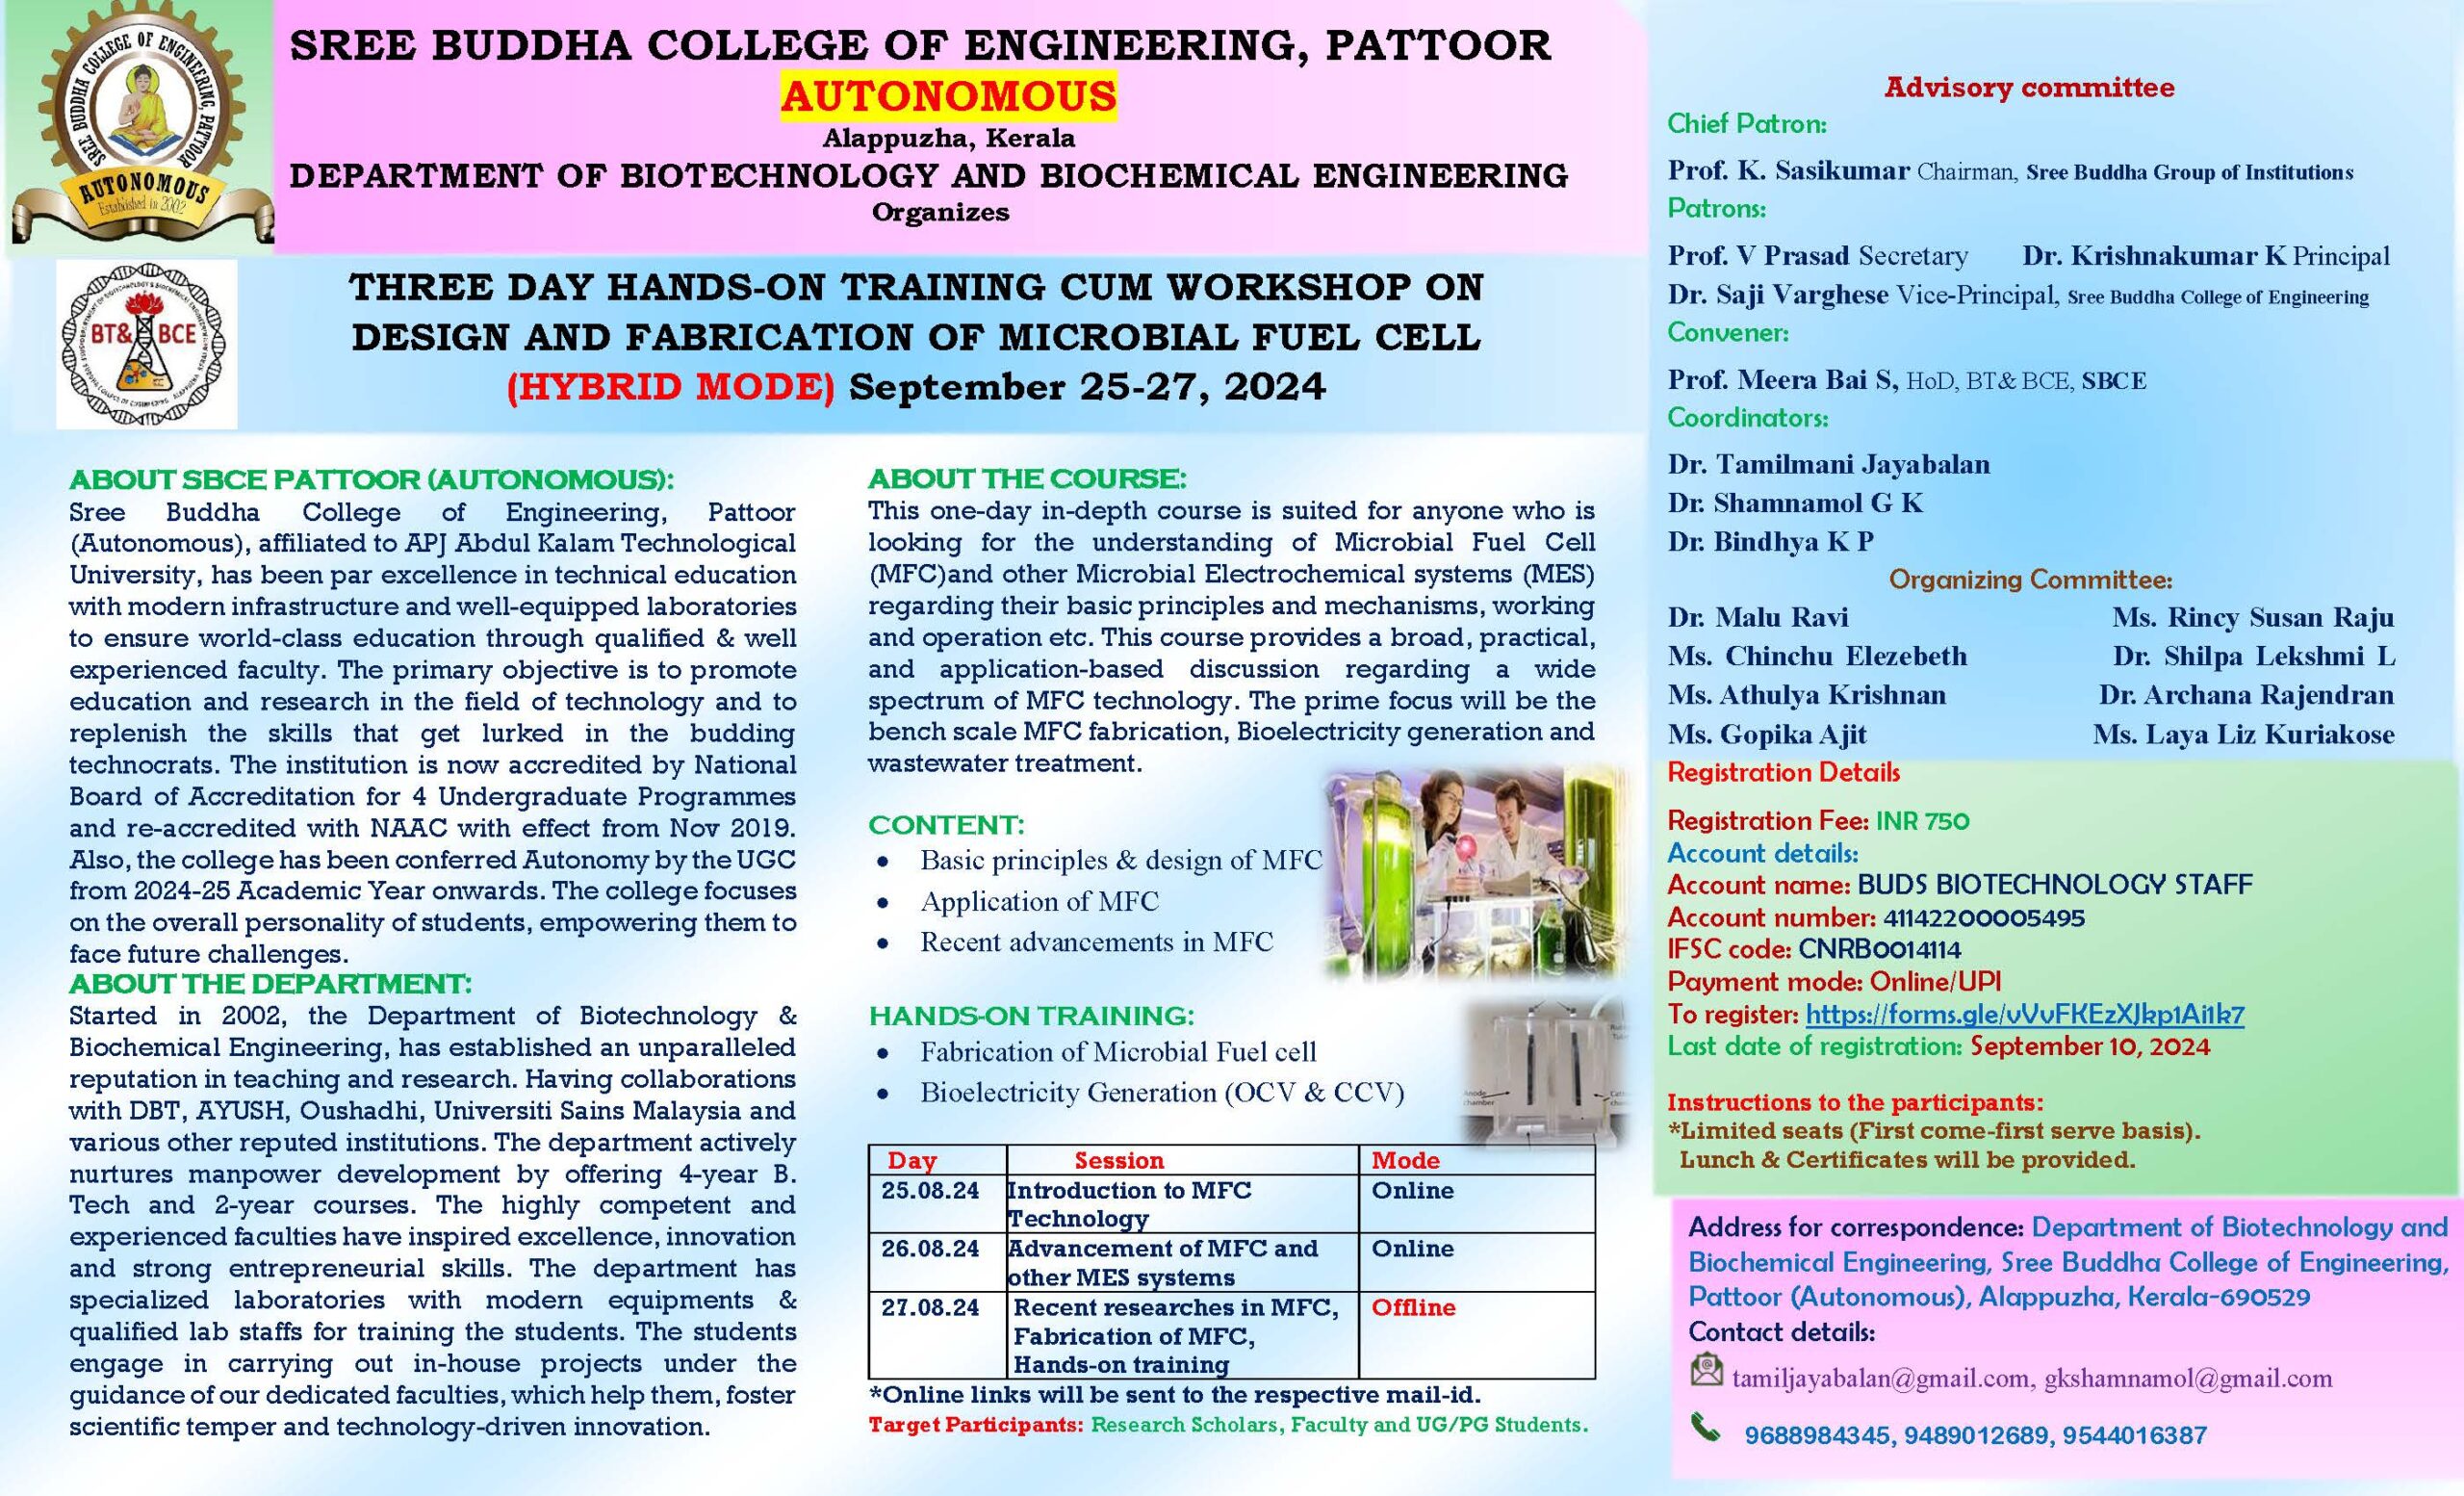 SREE BUDDHA COLLEGE OF ENGINEERING, PATTOOR
AUTONOMOUS
Established in 2002
SREE BUDDHA COLLEGE OF ENGINEERING, PATTOOR
AUTONOMOUS
Alappuzha, Kerala
DEPARTMENT OF BIOTECHNOLOGY AND BIOCHEMICAL ENGINEERING
Organizes
BT& BCE
THREE DAY HANDS-ON TRAINING CUM WORKSHOP ON
DESIGN AND FABRICATION OF MICROBIAL FUEL CELL
(HYBRID MODE) September 25-27, 2024
ABOUT SBCE PATTOOR (AUTONOMOUS):
Sree Buddha College of Engineering, Pattoor
(Autonomous), affiliated to APJ Abdul Kalam Technological
University, has been par excellence in technical education
with modern infrastructure and well-equipped laboratories
to ensure world-class education through qualified & well
experienced faculty. The primary objective is to promote
education and research in the field of technology and to
replenish the skills that get lurked in the budding
technocrats. The institution is now accredited by National
Board of Accreditation for 4 Undergraduate Programmes
and re-accredited with NAAC with effect from Nov 2019.
Also, the college has been conferred Autonomy by the UGC
from 2024-25 Academic Year onwards. The college focuses
on the overall personality of students, empowering them to
face future challenges.
ABOUT THE DEPARTMENT:
Started in 2002, the Department of Biotechnology &
Biochemical Engineering, has established an unparalleled
reputation in teaching and research. Having collaborations
with DBT, AYUSH, Oushadhi, Universiti Sains Malaysia and
various other reputed institutions. The department actively
nurtures manpower development by offering 4-year B.
Tech and 2-year courses. The highly competent and
experienced faculties have inspired excellence, innovation
and strong entrepreneurial skills. The department has
specialized laboratories with modern equipments &
qualified lab staffs for training the students. The students
engage in carrying out in-house projects under the
guidance of our dedicated faculties, which help them, foster
scientific temper and technology-driven innovation.
ABOUT THE COURSE:
This one-day in-depth course is suited for anyone who is
looking for the understanding of Microbial Fuel Cell
(MFC)and other Microbial Electrochemical systems (MES)
regarding their basic principles and mechanisms, working
and operation etc. This course provides a broad, practical,
and application-based discussion regarding a wide
spectrum of MFC technology. The prime focus will be the
bench scale MFC fabrication, Bioelectricity generation and
wastewater treatment.
CONTENT:
• Basic principles & design of MFC
• Application of MFC
• Recent advancements in MFC
HANDS-ON TRAINING:
• Fabrication of Microbial Fuel cell
• Bioelectricity Generation (OCV & CCV)
Anode
chamber
Day Session Mode
25.08.24 Introduction to MFC Online
Technology
26.08.24 Advancement of MFC and Online
other MES systems
27.08.24 Recent researches in MFC, Offline
Fabrication of MFC,
Hands-on training
*Online links will be sent to the respective mail-id.
Target Participants: Research Scholars, Faculty and UG/PG Students.
Advisory committee
Chief Patron:
Prof. K. Sasikumar Chairman, Sree Buddha Group of Institutions
Patrons:
Prof. V Prasad Secretary Dr. Krishnakumar K Principal
Dr. Saji Varghese Vice-Principal, Sree Buddha College of Engineering
Convener:
Prof. Meera Bai S, HoD, BT& BCE, SBCE
Coordinators:
Dr. Tamilmani Jayabalan
Dr. Shamnamol G K
Dr. Bindhya K P
Organizing Committee:
Dr. Malu Ravi Ms. Rincy Susan Raju
Ms. Chinchu Elezebeth Dr. Shilpa Lekshmi L
Ms. Athulya Krishnan Dr. Archana Rajendran
Ms. Gopika Ajit Ms. Laya Liz Kuriakose
Registration Details
Registration Fee: INR 750
Account details:
Account name: BUDS BIOTECHNOLOGY STAFF
Account number: 41142200005495
IFSC code: CNRB0014114
Payment mode: Online/UPI
To register: https://forms.gle/vVvFKEzXJkp1Ai1k7
Last date of registration: September 10, 2024
Instructions to the participants:
*Limited seats (First come-first serve basis).
Lunch & Certificates will be provided.
Address for correspondence: Department of Biotechnology and
Biochemical Engineering, Sree Buddha College of Engineering,
Pattoor (Autonomous), Alappuzha, Kerala-690529
Contact details:
tamiljayabalan@gmail.com, gkshamnamol@gmail.com
9688984345, 9489012689, 9544016387